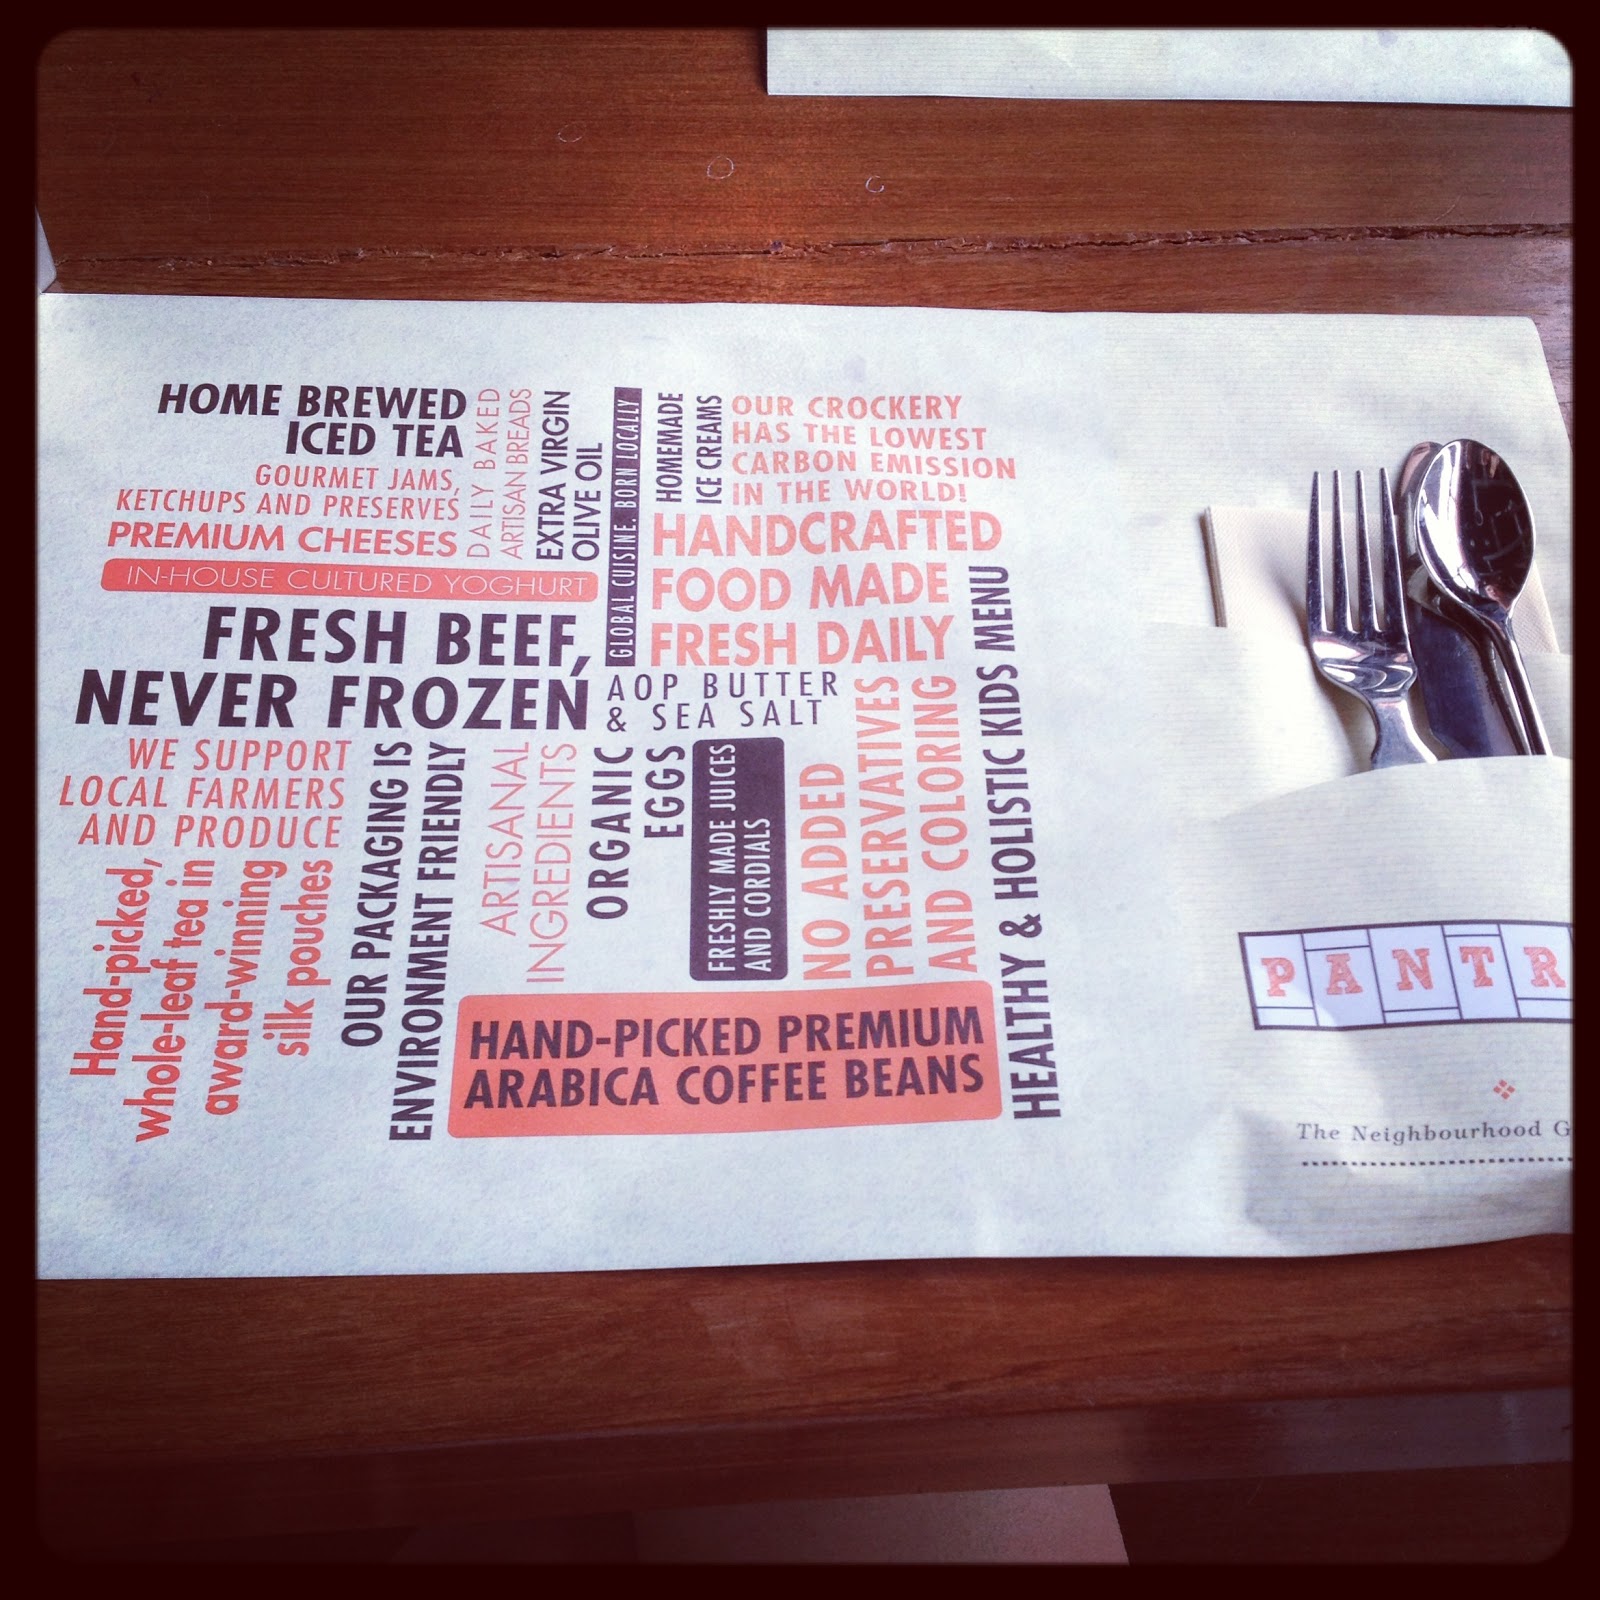 HOME BREWED
ICED TEA
GOURMET JAMS,
KETCHUPS AND PRESERVES
PREMIUM CHEESES
DAILY BAKED
ARTISAN BREADS
EXTRA VIRGIN
OLIVE OIL
IN-HOUSE CULTURED YOGHURT
GLOBAL CUISINE. BORN LOCALLY
HOMEMADE
ICE CREAMS
OUR CROCKERY
HAS THE LOWEST
CARBON EMISSION
IN THE WORLD!
HANDCRAFTED
FOOD MADE
FRESH DAILY
FRESH BEEF,
NEVER FROZEN
AOP BUTTER
& SEA SALT
WE SUPPORT
LOCAL FARMERS
AND PRODUCE
Hand-picked,
whole-leaf tea in
award-winning
silk pouches
OUR PACKAGING IS
ENVIRONMENT FRIENDLY
ARTISANAL
INGREDIENTS
ORGANIC
EGGS
FRESHLY MADE JUICES
AND CORDIALS
NO ADDED
PRESERVATIVES
AND COLORING
HEALTHY & HOLISTIC KIDS MENU
HAND-PICKED PREMIUM
ARABICA COFFEE BEANS
PANTR
The Neighbourhood G